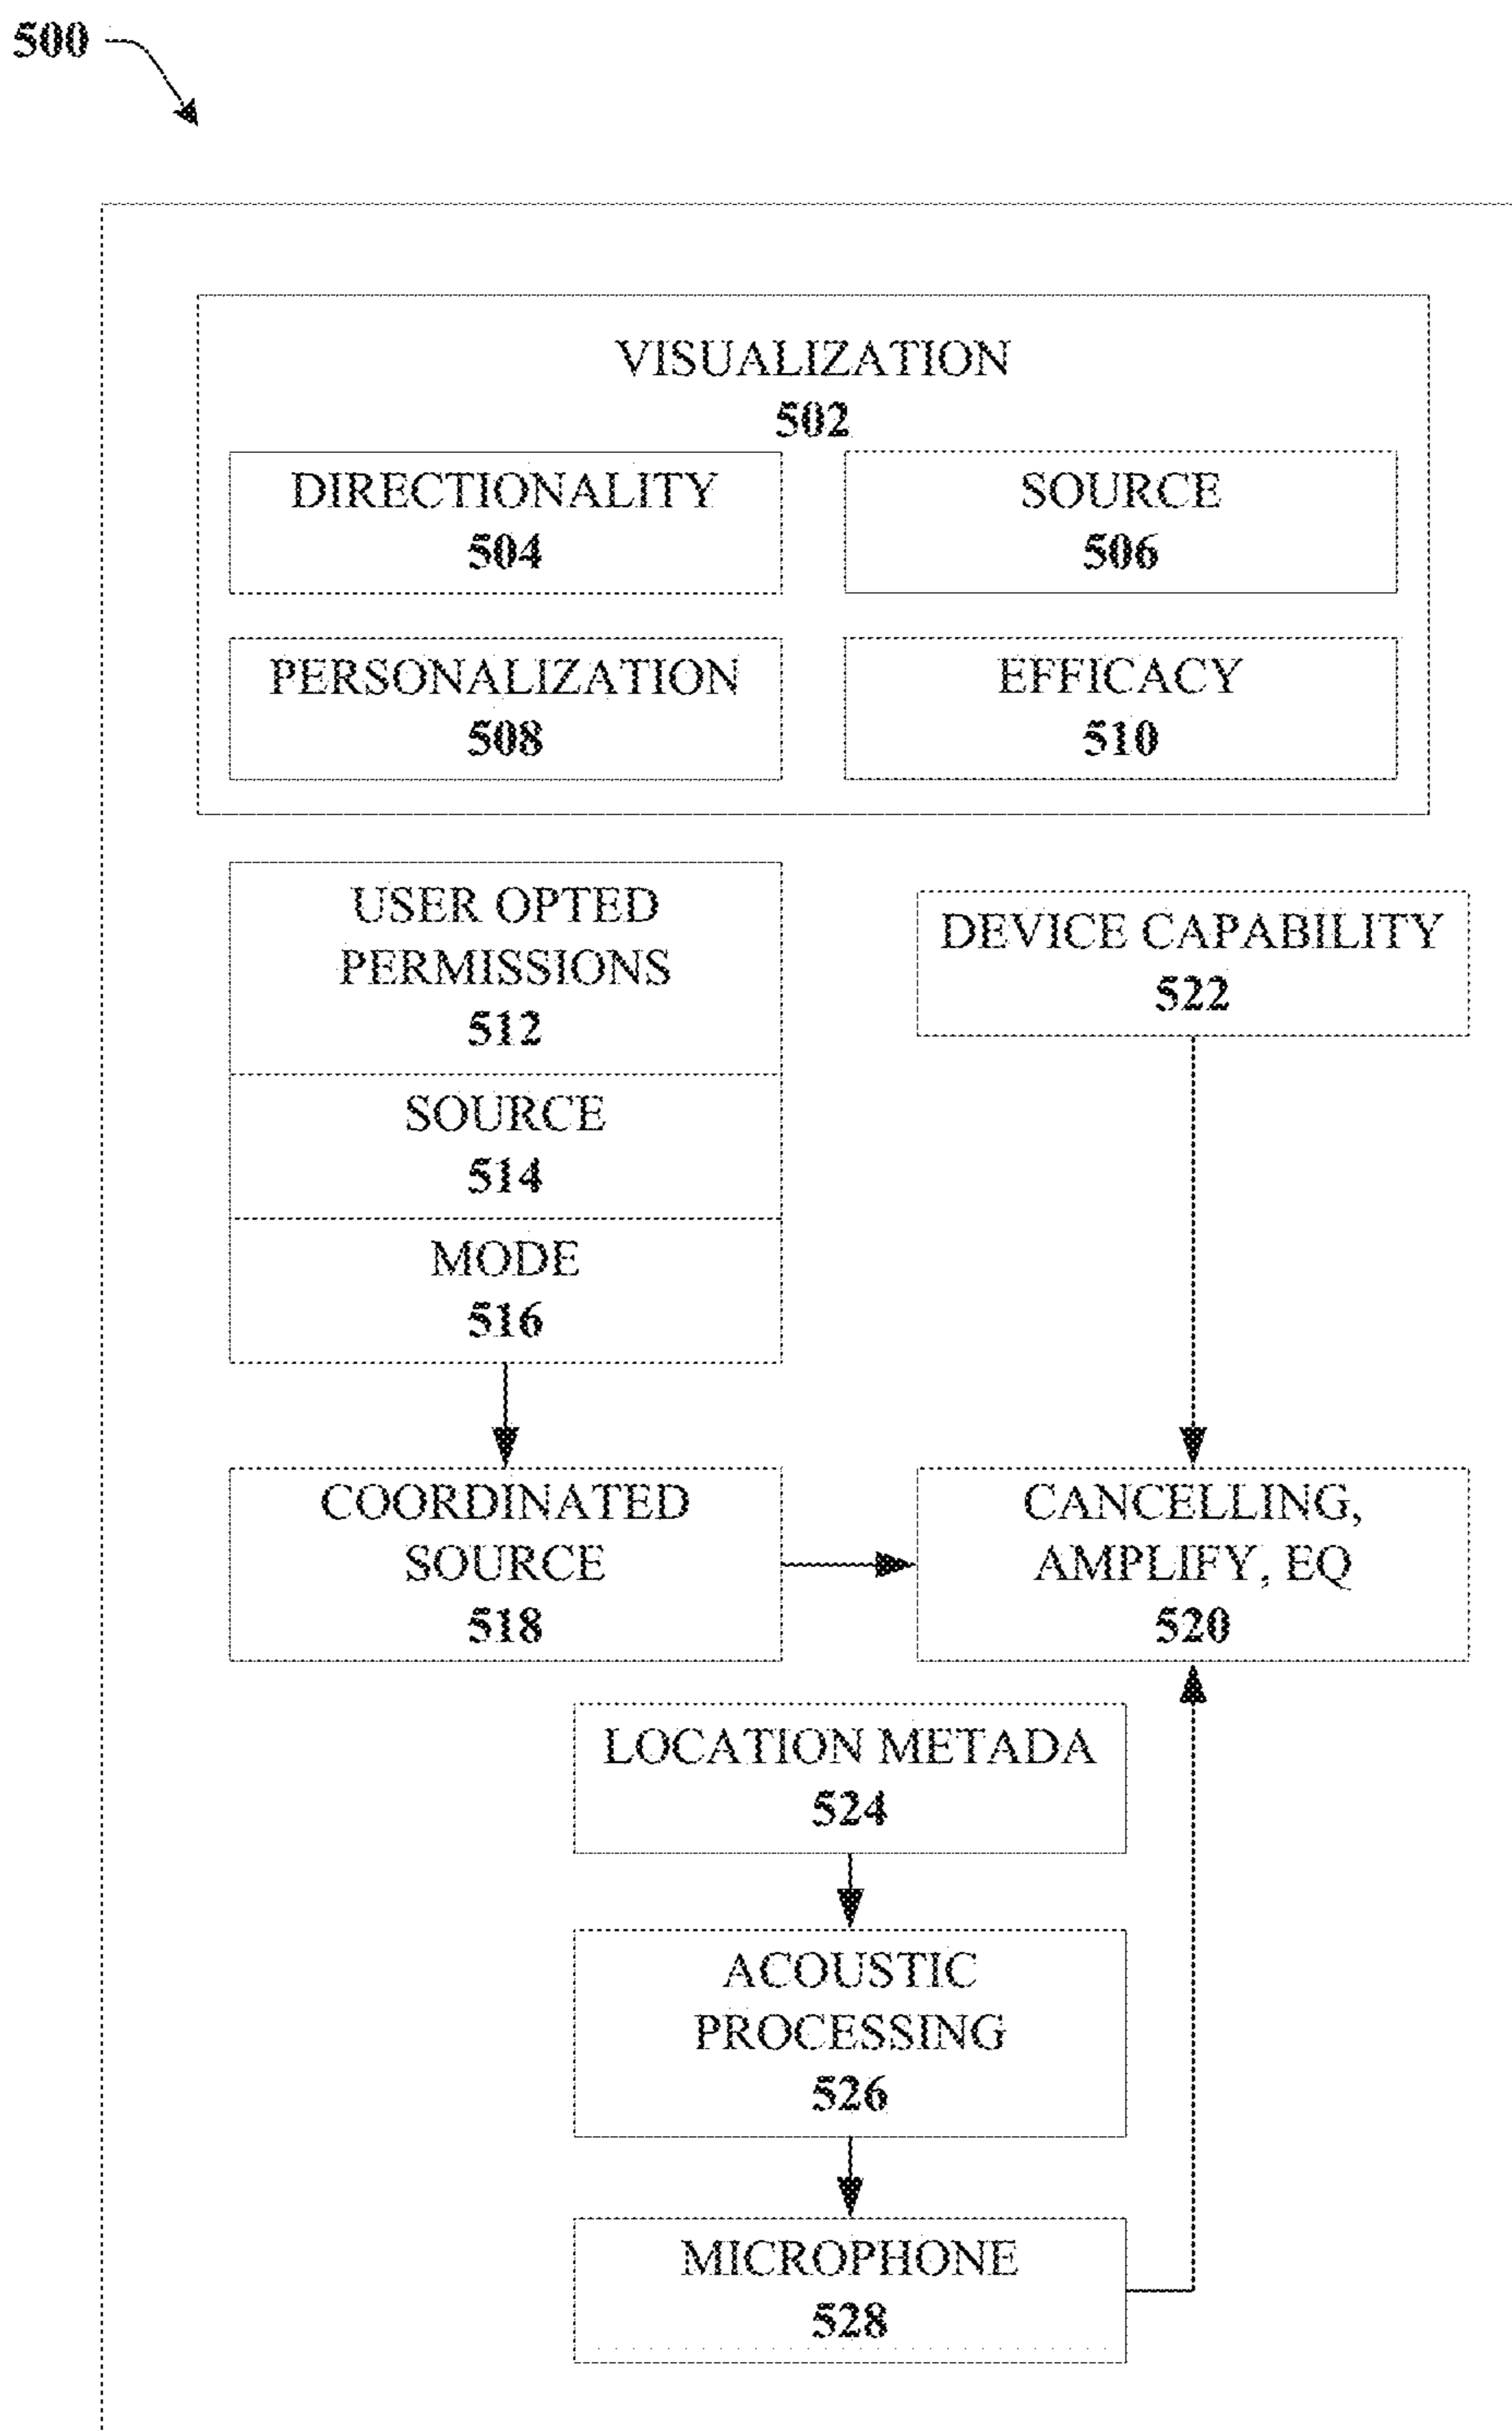 500
VISUALIZATION
502
DIRECTIONALITY
504
SOURCE
506
PERSONALIZATION
508
EFFICACY
510
USER OPTED
PERMISSIONS
512
SOURCE
514
MODE
516
DEVICE CAPABILITY
522
COORDINATED
SOURCE
518
CANCELLING,
AMPLIFY, EQ
520
LOCATION METADA
524
ACOUSTIC
PROCESSING
526
MICROPHONE
528